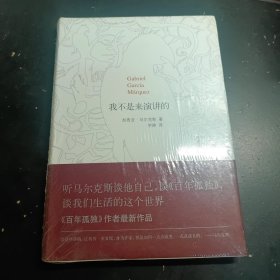 Gabriel
García
Márquez
我不是来演讲的
加西亚·马尔克斯 著
李静 译
听马尔克斯谈他自己，谈《百年孤独》，
谈我们生活的这个世界
《百年孤独》作者最新作品